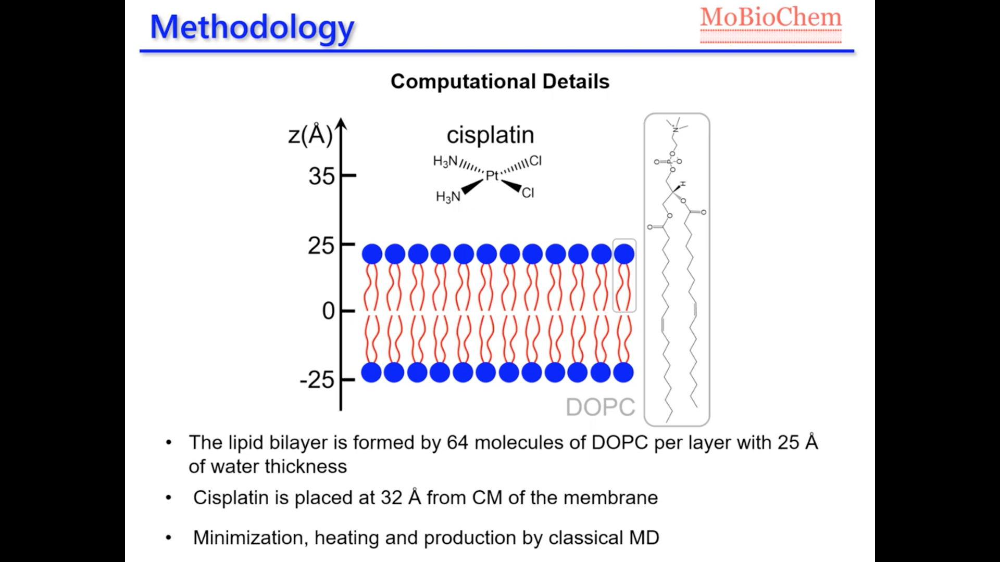 Methodology
MoBioChem
Computational Details
z(Å)
cisplatin
H₃N
Cl
35
Pt
H₃N
Cl
25
0
-25
DOPC
N
+
O
O
P
-
O
O
H
O
O
O
O
• The lipid bilayer is formed by 64 molecules of DOPC per layer with 25 Å
of water thickness
• Cisplatin is placed at 32 Å from CM of the membrane
• Minimization, heating and production by classical MD